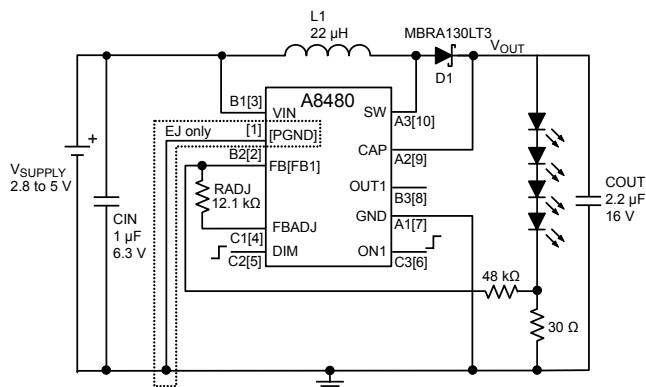 L1
22 µH
MBRA130LT3
VOUT
D1
A8480
B1[3]
VIN
SW
A3[10]
EJ only
[1]
[PGND]
B2[2]
FB[FB1]
CAP
A2[9]
VSUPPLY
2.8 to 5 V
+
RADJ
12.1 kΩ
OUT1
B3[8]
GND
A1[7]
COUT
2.2 µF
16 V
CIN
1 µF
6.3 V
FBADJ
C1[4]
DIM
C2[5]
ON1
C3[6]
48 kΩ
30 Ω